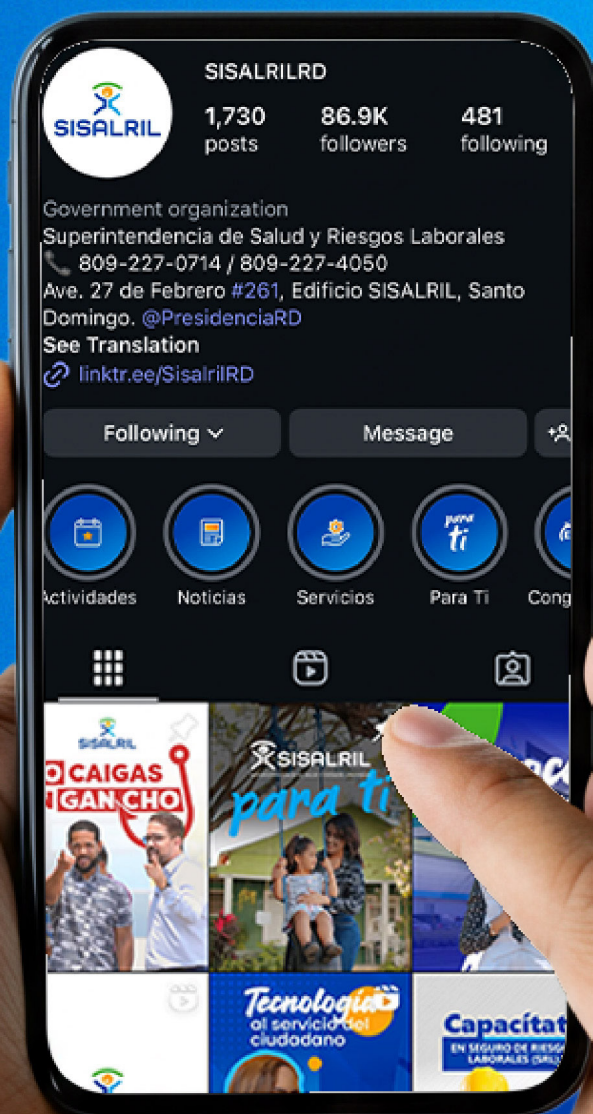 SISALRIL
SISALRILRD
1,730 86.9K 481
posts followers following
Government organization
Superintendencia de Salud y Riesgos Laborales
📞 809-227-0714 / 809-227-4050
Ave. 27 de Febrero #261, Edificio SISALRIL, Santo
Domingo. @PresidenciaRD
See Translation
linktr.ee/SisalrilRD
Following Message
Actividades Noticias Servicios Para Ti Cong
para
ti
SISALRIL
CAIGAS
GANCHO
SISALRIL
para ti
Tecnología
al servicio del
ciudadano
Capacítat
EN SEGURO DE RIESGO
LABORALES (SRL)